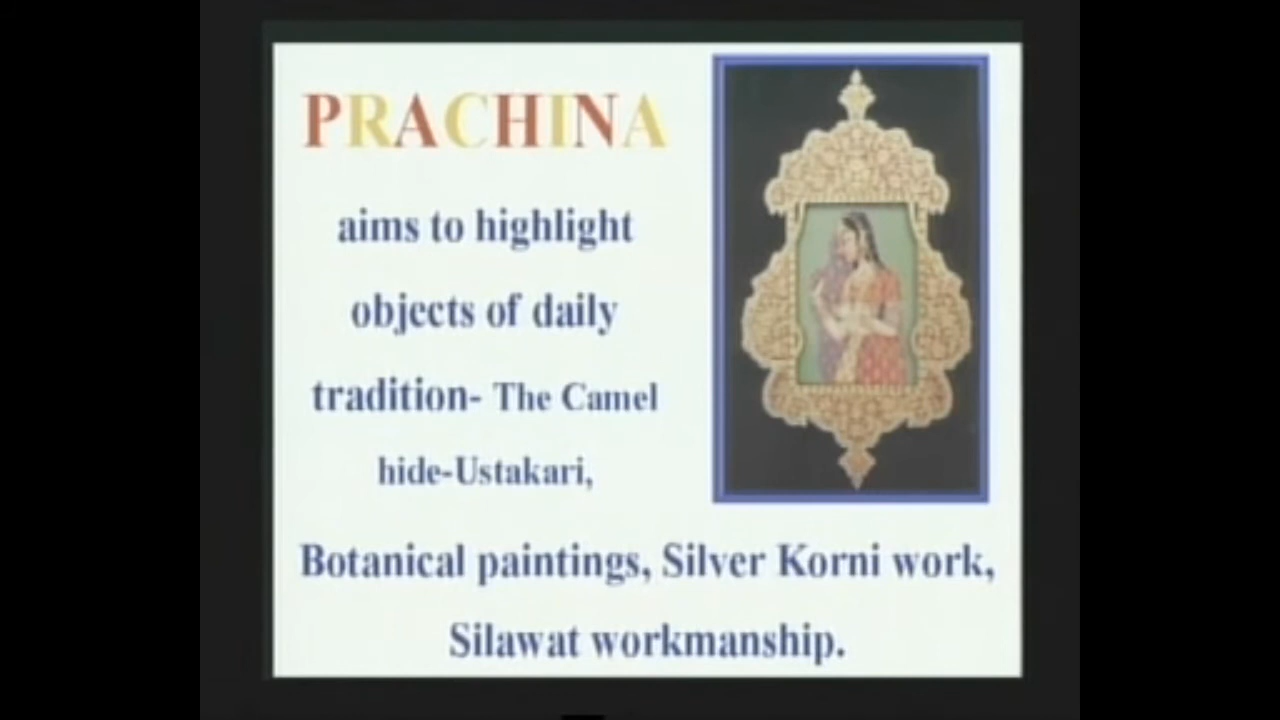 PRACHINA
aims to highlight
objects of daily
tradition- The Camel
hide-Ustakari,
Botanical paintings, Silver Korni work,
Silawat workmanship.